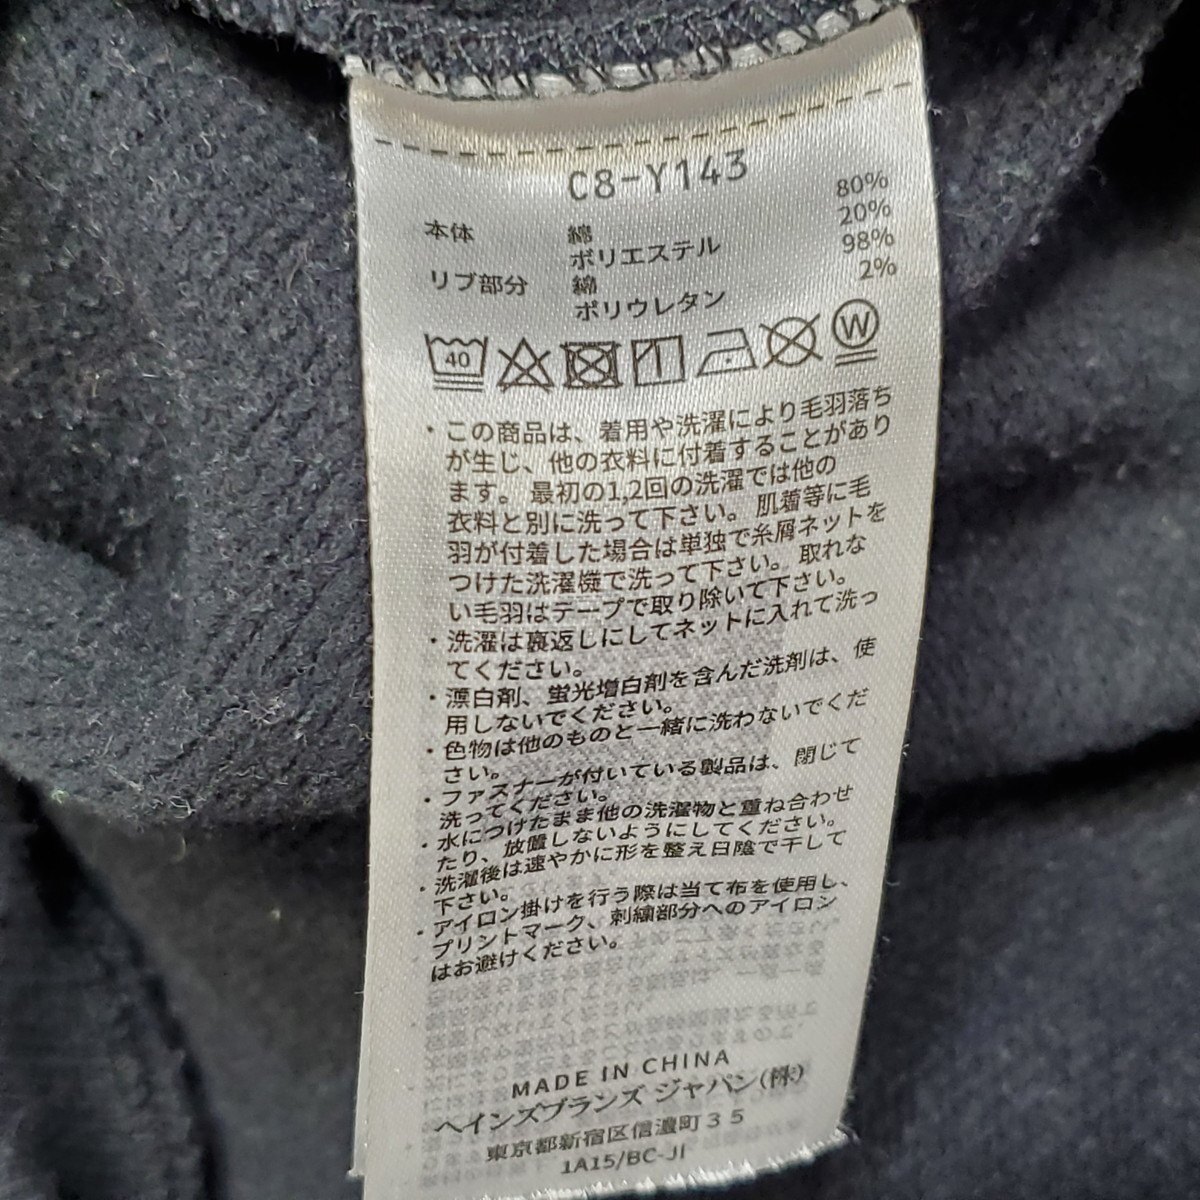 C8-Y143
本体 綿 80%
ポリエステル 20%
リブ部分 綿 98%
ポリウレタン 2%
40 W
・この商品は、着用や洗濯により毛羽落ち
が生じ、他の衣料に付着することがあり
ます。最初の1,2回の洗濯では他の
衣料と別に洗って下さい。肌着等に毛
羽が付着した場合は単独で糸屑ネットを
つけた洗濯機で洗って下さい。取れな
い毛羽はテープで取り除いて下さい。
・洗濯は裏返しにしてネットに入れて洗っ
てください。
・漂白剤、蛍光増白剤を含んだ洗剤は、使
用しないでください。
・色物は他のものと一緒に洗わないでくだ
さい。
・ファスナーが付いている製品は、閉じて
洗ってください。
・水につけたまま他の洗濯物と重ね合わせ
たり、放置しないようにしてください。
・洗濯後は速やかに形を整え日陰で干して
下さい。
・アイロン掛けを行う際は当て布を使用し、
プリントマーク、刺繍部分へのアイロン
はお避けください。
MADE IN CHINA
ヘインズブランズ ジャパン(株)
東京都新宿区信濃町35
1A15/BC-JI